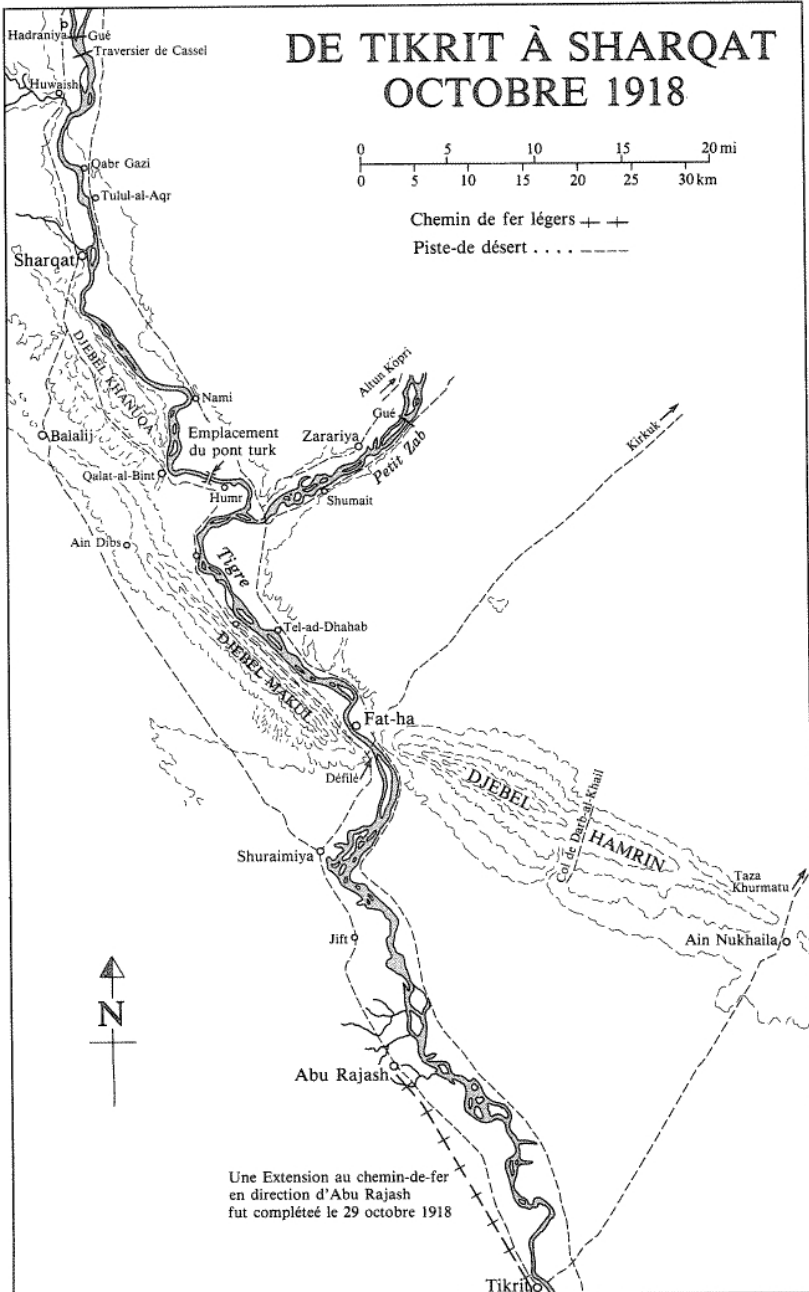 DE TIKRIT À SHARQAT
OCTOBRE 1918
0 5 10 15 20 mi
0 5 10 15 20 25 30 km
Chemin de fer légers
Piste-de désert . . . .
Hadraniya
Gué
Traversier de Cassel
Huwaish
Qabr Gazi
Tulul-al-Aqr
Sharqat
DJEBEL KHANUQA
Nami
Altun Köpri
Gué
Balalij
Emplacement
du pont turk
Zarariya
Petit Zab
Kirkuk
Qalat-al-Bint
Humr
Shumait
Ain Dibs
Tigre
Tel-ad-Dhahab
DJEBEL MAKUL
Fat-ha
Défilé
DJEBEL
HAMRIN
Col de Darb-al-Khail
Shuraimiya
Taza
Khurmatu
Jift
Ain Nukhaila
N
Abu Rajash
Une Extension au chemin-de-fer
en direction d'Abu Rajash
fut complétéé le 29 octobre 1918
Tikrit